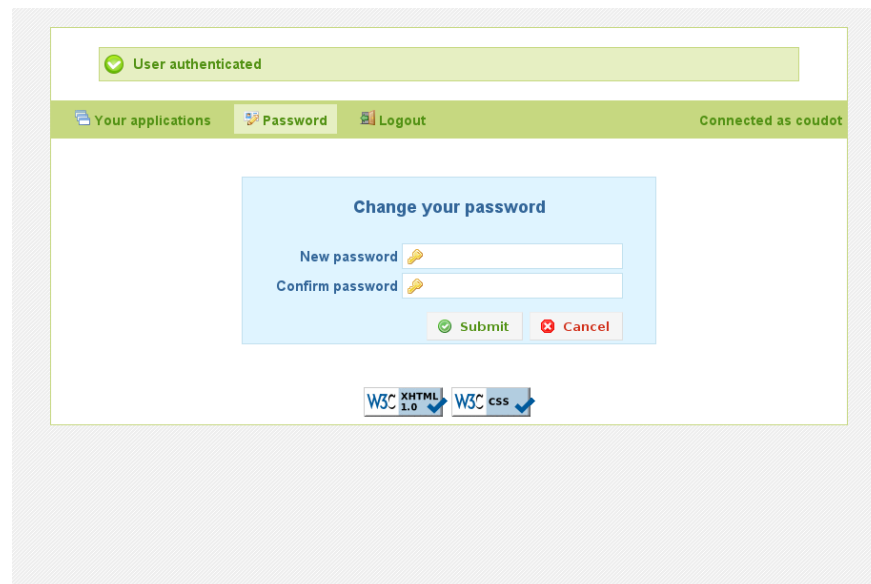 User authenticated
Your applications Password Logout Connected as coudot
Change your password
New password
Confirm password
Submit Cancel
W3C XHTML 1.0 W3C css